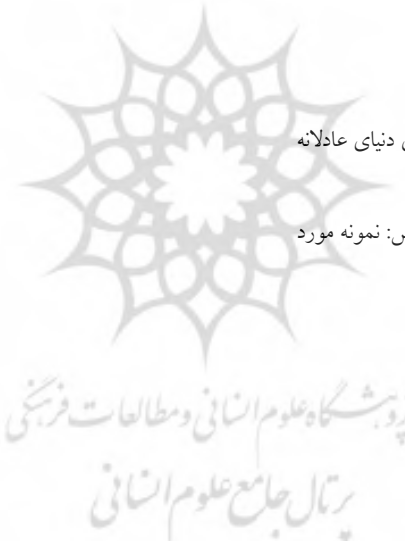 دنیای عادلانه
نمونه مورد
پژوهشگاه علوم انسانی و مطالعات فرهنگی
پرتال جامع علوم انسانی